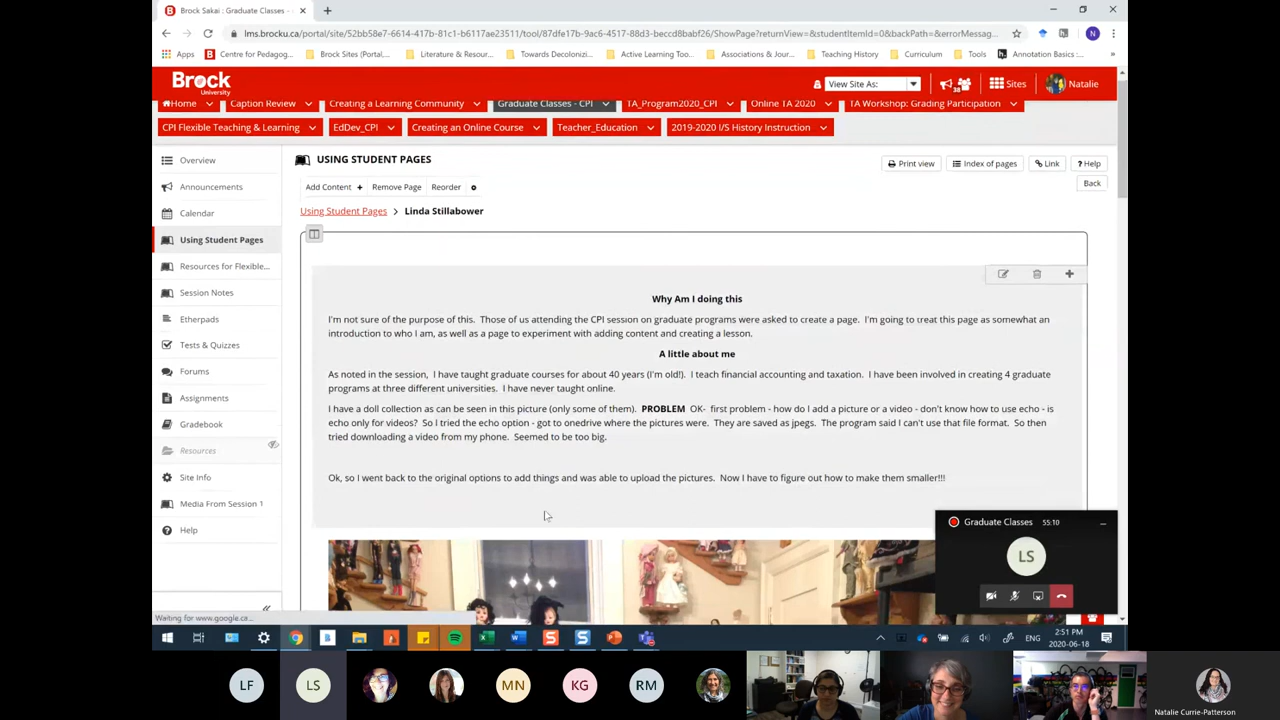 Brock Sakai : Graduate Classes -
lms.brocku.ca/portal/site/52bb58e7-6614-417b-81c1-b6117ae23511/tool/87dfe17b-9ac6-4517-88d3-beccd8babf26/ShowPage?returnView=&studentItemId=0&backPath=&errorMessag...
Apps Centre for Pedagog... Brock Sites (Portal,... Literature & Resour... Towards Decolonizi... Active Learning Too... Associations & Jour... Teaching History Curriculum Tools Annotation Basics :... »
Brock University View Site As: 38 Sites Natalie
Home Caption Review Creating a Learning Community Graduate Classes - CPI TA_Program2020_CPI Online TA 2020 TA Workshop: Grading Participation
CPI Flexible Teaching & Learning EdDev_CPI Creating an Online Course Teacher_Education 2019-2020 I/S History Instruction
Overview
Announcements
Calendar
Using Student Pages
Resources for Flexible...
Session Notes
Etherpads
Tests & Quizzes
Forums
Assignments
Gradebook
Resources
Site Info
Media From Session 1
Help
USING STUDENT PAGES
Print view Index of pages Link ? Help
Back
Add Content + Remove Page Reorder
Using Student Pages > Linda Stillabower
Why Am I doing this
I'm not sure of the purpose of this. Those of us attending the CPI session on graduate programs were asked to create a page. I'm going to treat this page as somewhat an
introduction to who I am, as well as a page to experiment with adding content and creating a lesson.
A little about me
As noted in the session, I have taught graduate courses for about 40 years (I'm old!). I teach financial accounting and taxation. I have been involved in creating 4 graduate
programs at three different universities. I have never taught online.
I have a doll collection as can be seen in this picture (only some of them). PROBLEM OK- first problem - how do I add a picture or a video - don't know how to use echo - is
echo only for videos? So I tried the echo option - got to onedrive where the pictures were. They are saved as jpegs. The program said I can't use that file format. So then
tried downloading a video from my phone. Seemed to be too big.
Ok, so I went back to the original options to add things and was able to upload the pictures. Now I have to figure out how to make them smaller!!!
Graduate Classes 55:10
LS
Waiting for www.google.ca...
ENG 2:51 PM
2020-06-18
LF LS MN KG RM
Natalie Currie-Patterson